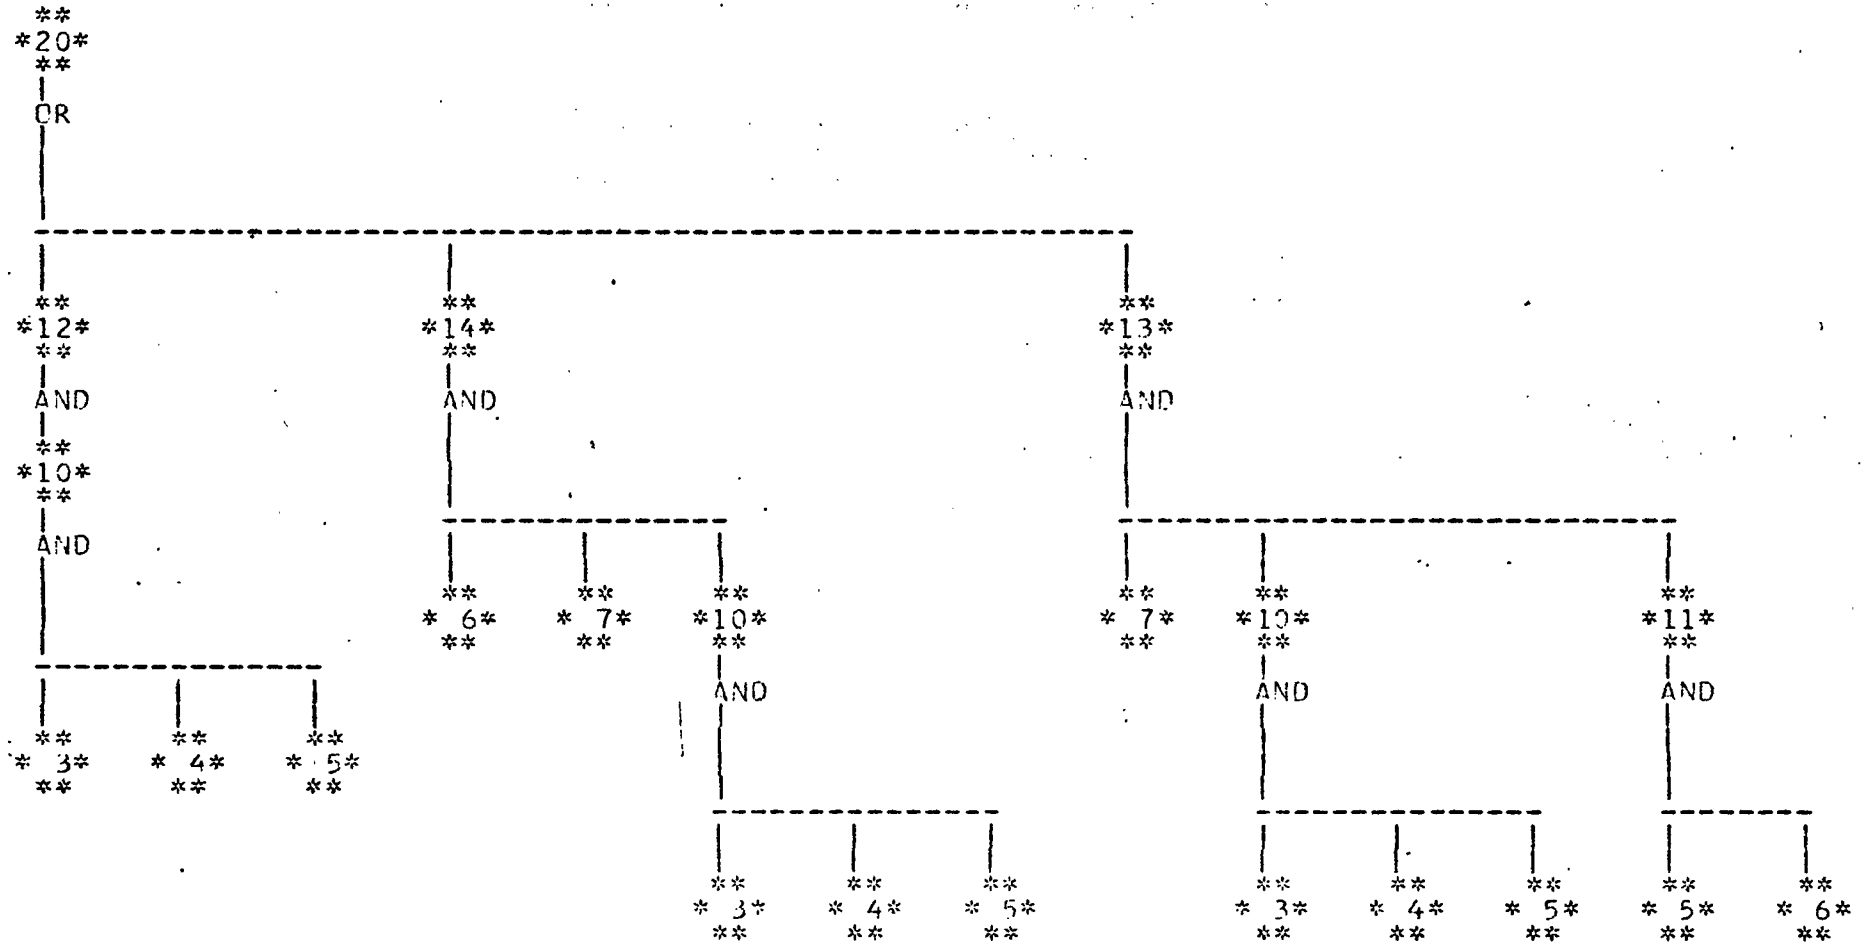 **
*20*
**
OR
** ** **
*12* *14* *13*
** ** **
AND AND AND
**
*10*
**
AND
** ** ** ** ** **
* 6* * 7* *10* * 7* *10* *11*
** ** ** ** ** **
AND AND AND
** ** **
* 3* * 4* * 5*
** ** **
** ** ** ** ** ** ** **
* 3* * 4* * 5* * 3* * 4* * 5* * 5* * 6*
** ** ** ** ** ** ** **